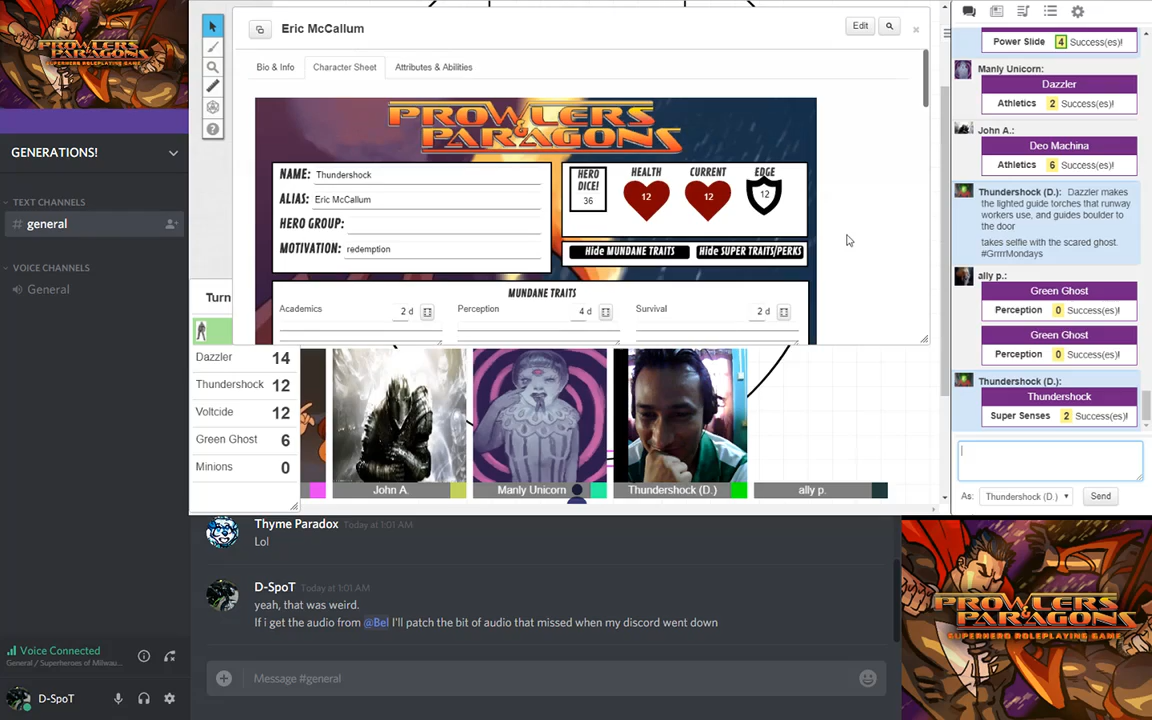 PROWLERS
& PARAGONS
SUPERHERO ROLEPLAYING GAME
GENERATIONS!
TEXT CHANNELS
# general
VOICE CHANNELS
General
Voice Connected
General / Superheroes of Milwau...
D-SpoT
Eric McCallum
Edit
Bio & Info
Character Sheet
Attributes & Abilities
PROWLERS
& PARAGONS
NAME: Thundershock
ALIAS: Eric McCallum
HERO GROUP:
MOTIVATION: redemption
HERO DICE!
36
HEALTH
12
CURRENT
12
EDGE
12
Hide MUNDANE TRAITS
Hide SUPER TRAITS/PERKS
MUNDANE TRAITS
Academics 2 d
Perception 4 d
Survival 2 d
Turn
Dazzler 14
Thundershock 12
Voltcide 12
Green Ghost 6
Minions 0
John A.
Manly Unicorn
Thundershock (D.)
ally p.
Power Slide 4 Success(es)!
Manly Unicorn:
Dazzler
Athletics 2 Success(es)!
John A.:
Deo Machina
Athletics 6 Success(es)!
Thundershock (D.): Dazzler makes
the lighted guide torches that runway
workers use, and guides boulder to
the door
takes selfie with the scared ghost.
#GrrrrMondays
ally p.:
Green Ghost
Perception 0 Success(es)!
Green Ghost
Perception 0 Success(es)!
Thundershock (D.):
Thundershock
Super Senses 2 Success(es)!
As: Thundershock (D.)
Send
Thyme Paradox Today at 1:01 AM
Lol
D-SpoT Today at 1:01 AM
yeah, that was weird.
If i get the audio from @Bel I'll patch the bit of audio that missed when my discord went down
Message #general
PROWLERS
& PARAGONS
SUPERHERO ROLEPLAYING GAME